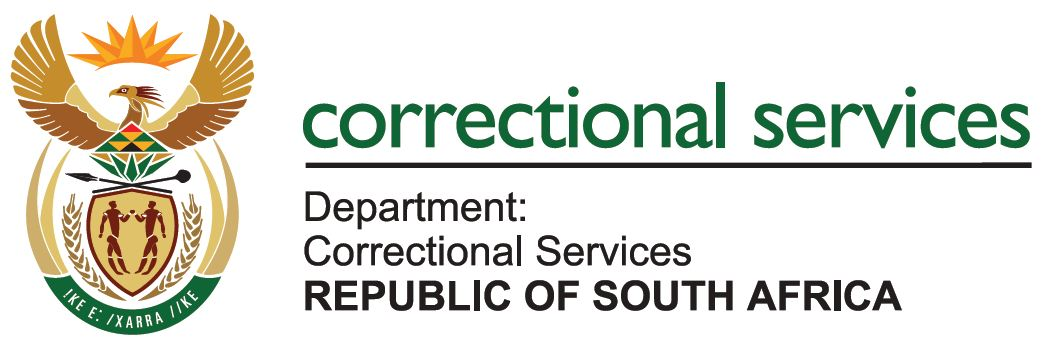 correctional services
Department:
Correctional Services
REPUBLIC OF SOUTH AFRICA
!KE E: /XARRA //KE